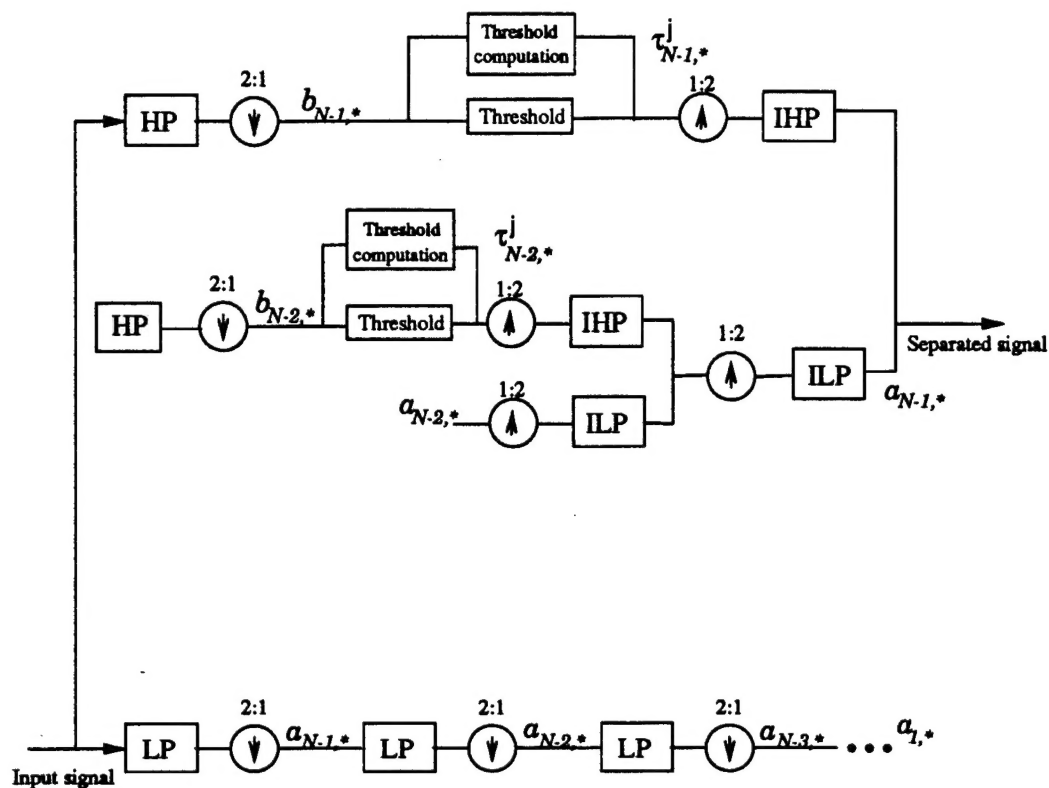 Threshold
computation
τ^j_{N-1,*}
2:1
1:2
HP
b_{N-1,*}
Threshold
IHP
Threshold
computation
τ^j_{N-2,*}
2:1
1:2
HP
b_{N-2,*}
Threshold
IHP
1:2
Separated signal
ILP
a_{N-1,*}
1:2
a_{N-2,*}
ILP
2:1
2:1
2:1
LP
a_{N-1,*}
LP
a_{N-2,*}
LP
a_{N-3,*}
••• a_{1,*}
Input signal